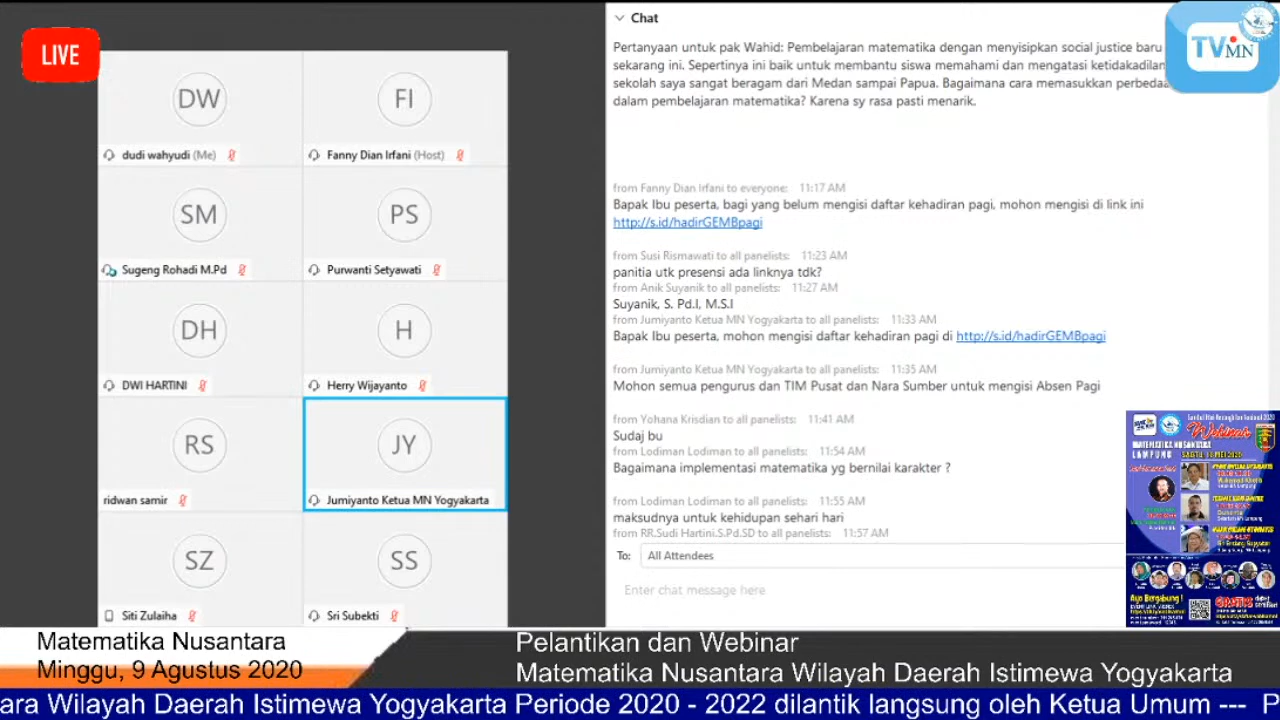 LIVE
DW
dudi wahyudi (Me)
FI
Fanny Dian Irfani (Host)
SM
Sugeng Rohadi M.Pd
PS
Purwanti Setyawati
DH
DWI HARTINI
H
Herry Wijayanto
RS
ridwan samir
JY
Jumiyanto Ketua MN Yogyakarta
SZ
Siti Zulaiha
SS
Sri Subekti
Chat
Pertanyaan untuk pak Wahid: Pembelajaran matematika dengan menyisipkan social justice baru
sekarang ini. Sepertinya ini baik untuk membantu siswa memahami dan mengatasi ketidakadilan
sekolah saya sangat beragam dari Medan sampai Papua. Bagaimana cara memasukkan perbedaa
dalam pembelajaran matematika? Karena sy rasa pasti menarik.
from Fanny Dian Irfani to everyone: 11:17 AM
Bapak Ibu peserta, bagi yang belum mengisi daftar kehadiran pagi, mohon mengisi di link ini
http://s.id/hadirGEMBpagi
from Susi Rismawati to all panelists: 11:23 AM
panitia utk presensi ada linknya tdk?
from Anik Suyanik to all panelists: 11:27 AM
Suyanik, S. Pd.I, M.S.I
from Jumiyanto Ketua MN Yogyakarta to all panelists: 11:33 AM
Bapak Ibu peserta, mohon mengisi daftar kehadiran pagi di http://s.id/hadirGEMBpagi
from Jumiyanto Ketua MN Yogyakarta to all panelists: 11:35 AM
Mohon semua pengurus dan TIM Pusat dan Nara Sumber untuk mengisi Absen Pagi
from Yohana Krisdian to all panelists: 11:41 AM
Sudaj bu
from Lodiman Lodiman to all panelists: 11:54 AM
Bagaimana implementasi matematika yg bernilai karakter ?
from Lodiman Lodiman to all panelists: 11:55 AM
maksudnya untuk kehidupan sehari hari
from RR.Sudi Hartini.S.Pd.SD to all panelists: 11:57 AM
To: All Attendees
Enter chat message here
TVMN
Webinar
MATEMATIKA NUSANTARA
LAMPUNG
Ayo Bergabung !
GRATIS
Matematika Nusantara
Minggu, 9 Agustus 2020
Pelantikan dan Webinar
Matematika Nusantara Wilayah Daerah Istimewa Yogyakarta
ara Wilayah Daerah Istimewa Yogyakarta Periode 2020 - 2022 dilantik langsung oleh Ketua Umum --- P